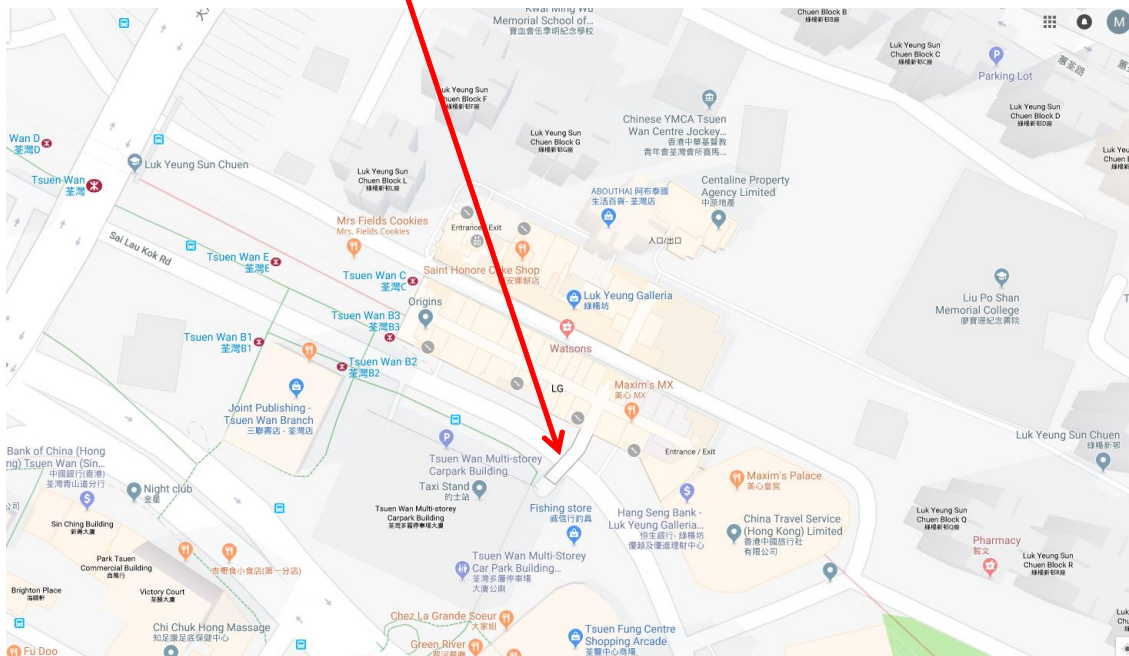 Kwai Ming Wu
Memorial School of...
寶血會伍季明紀念學校
Chuen Block B
綠楊新邨B座
M
Luk Yeung Sun
Chuen Block C
綠楊新邨C座
Parking Lot
惠荃路
Luk Yeung Sun
Chuen Block D
綠楊新邨D座
uk Yeung Sun
Chuen Block F
綠楊新邨F座
Luk Yeung Sun
Chuen Block G
綠楊新邨G座
Chinese YMCA Tsuen
Wan Centre Jockey...
香港中華基督教
青年會荃灣會所賽馬...
Wan D
荃灣D
Luk Yeung Sun Chuen
Tsuen Wan
荃灣
Luk Yeung Sun
Chuen Block L
綠楊新邨L座
Centaline Property
Agency Limited
中原地產
ABOUTHAI 阿布泰國
生活百貨- 荃灣店
Mrs Fields Cookies
Mrs. Fields Cookies
Entrance / Exit
入口/出口
Sai Lau Kok Rd
Tsuen Wan E
荃灣E
Tsuen Wan C
荃灣C
Saint Honore Cake Shop
安娜餅店
Origins
Luk Yeung Galleria
綠楊坊
Liu Po Shan
Memorial College
廖寶珊紀念書院
Tsuen Wan B3
荃灣B3
Tsuen Wan B1
荃灣B1
Watsons
Tsuen Wan B2
荃灣B2
LG
Maxim's MX
美心 MX
Joint Publishing -
Tsuen Wan Branch
三聯書店 - 荃灣店
Luk Yeung Sun Chuen
綠楊新邨
Bank of China (Hong
ng) Tsuen Wan (Sin...
中國銀行(香港)
荃灣青山道分行
Tsuen Wan Multi-storey
Carpark Building
Entrance / Exit
Maxim's Palace
美心皇宮
Night club
金星
Taxi Stand
的士站
公司
Tsuen Wan Multi-storey
Carpark Building
荃灣多層停車場大廈
Fishing store
威信行釣具
Hang Seng Bank -
Luk Yeung Galleria...
恒生銀行- 綠楊坊
優越及優進理財中心
China Travel Service
(Hong Kong) Limited
香港中國旅行社
有限公司
Luk Yeung Sun
Chuen Block Q
綠楊新邨Q座
Sin Ching Building
新青大廈
Pharmacy
智文
Park Tsuen
Commercial Building
百萬行
吉嘢食小食店(第一分店)
Tsuen Wan Multi-Storey
Car Park Building...
荃灣多層停車場
大廈公廁
Luk Yeung Sun
Chuen Block R
綠楊新邨R座
Brighton Place
海關軒
Victory Court
荃勝大廈
Chez La Grande Soeur
大家姐
Chi Chuk Hong Massage
知足康足底保健中心
Tsuen Fung Centre
Shopping Arcade
荃豐中心商場
Green River
Fu Doo